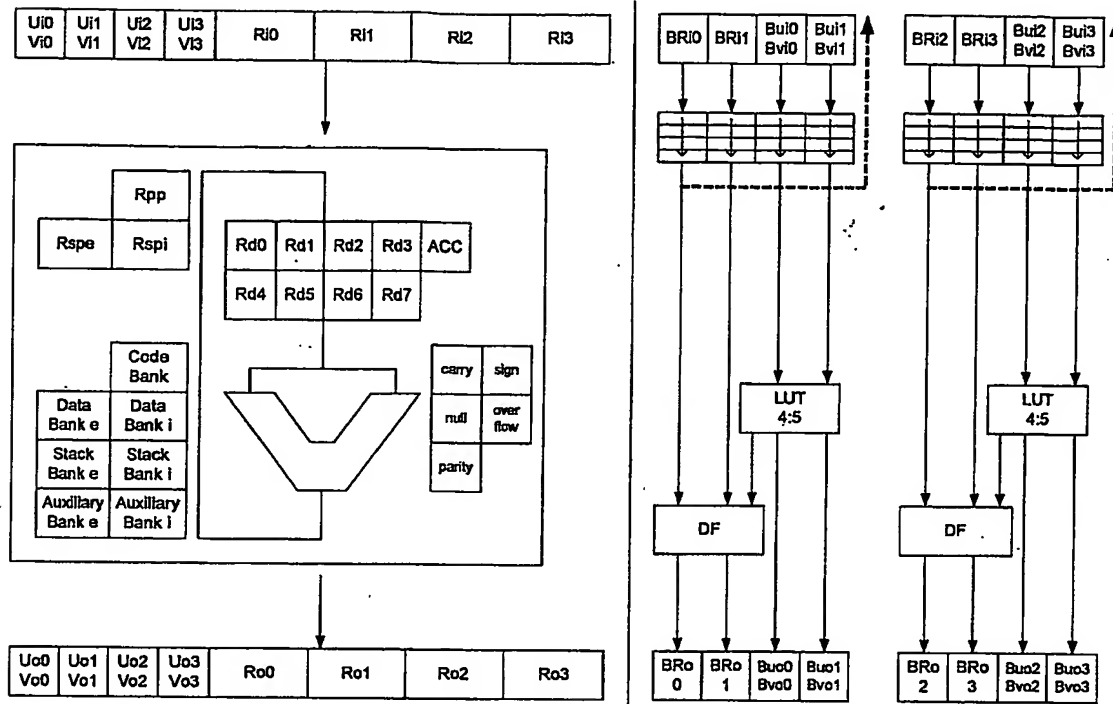 Ui0 Ui1 Ui2 Ui3
Vi0 Vi1 Vi2 Vi3
Ri0 Ri1 Ri2 Ri3
Rpp
Rspe Rspi
Rd0 Rd1 Rd2 Rd3 ACC
Rd4 Rd5 Rd6 Rd7
Code
Bank
Data Data
Bank e Bank i
Stack Stack
Bank e Bank i
Auxiliary Auxiliary
Bank e Bank i
carry sign
null over
flow
parity
Uo0 Uo1 Uo2 Uo3
Vo0 Vo1 Vo2 Vo3
Ro0 Ro1 Ro2 Ro3
BRi0 BRi1 Bui0 Bui1
Bvi0 Bvi1
LUT
4:5
DF
BRo BRo Buo0 Buo1
0 1 Bvo0 Bvo1
BRi2 BRi3 Bui2 Bui3
Bvi2 Bvi3
LUT
4:5
DF
BRo BRo Buo2 Buo3
2 3 Bvo2 Bvo3